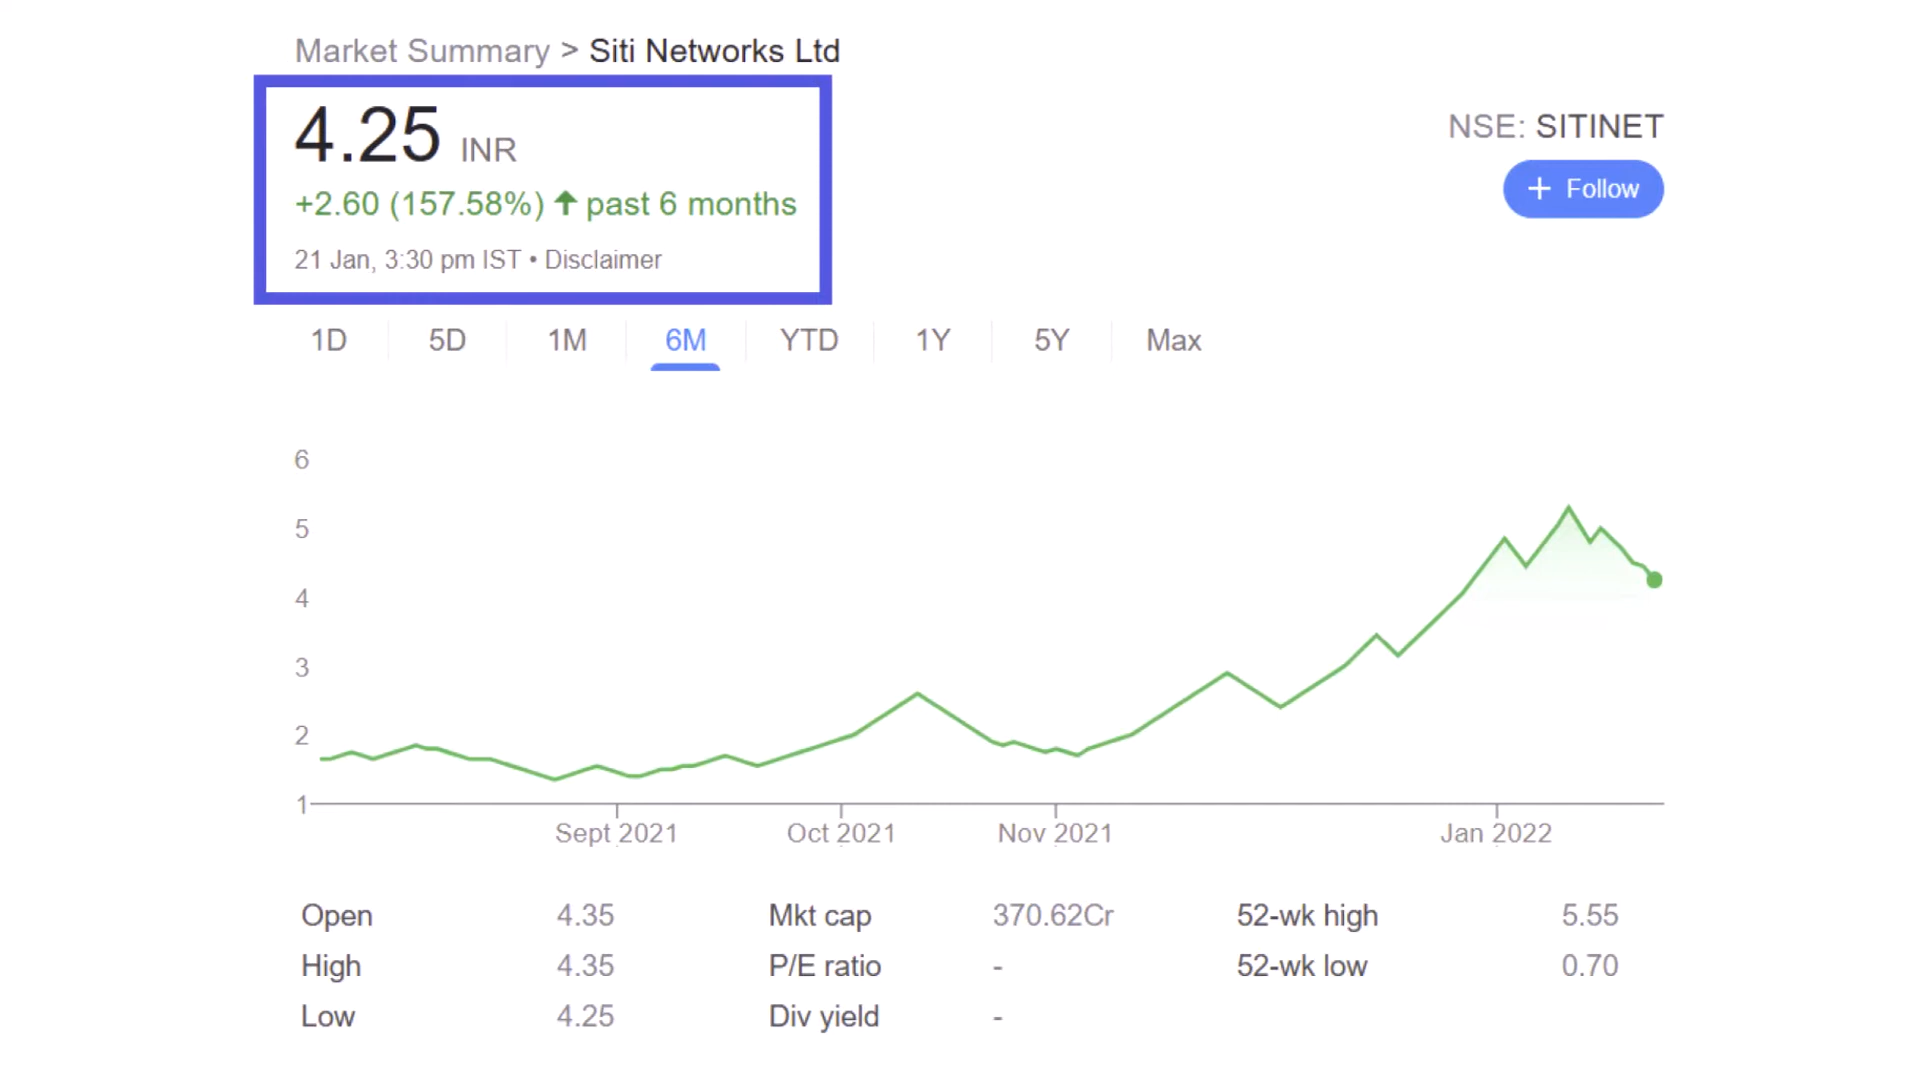 Market Summary > Siti Networks Ltd
4.25 INR
+2.60 (157.58%) ↑ past 6 months
21 Jan, 3:30 pm IST • Disclaimer
NSE: SITINET
+ Follow
1D 5D 1M 6M YTD 1Y 5Y Max
6
5
4
3
2
1
Sept 2021 Oct 2021 Nov 2021 Jan 2022
Open 4.35 Mkt cap 370.62Cr 52-wk high 5.55
High 4.35 P/E ratio - 52-wk low 0.70
Low 4.25 Div yield -